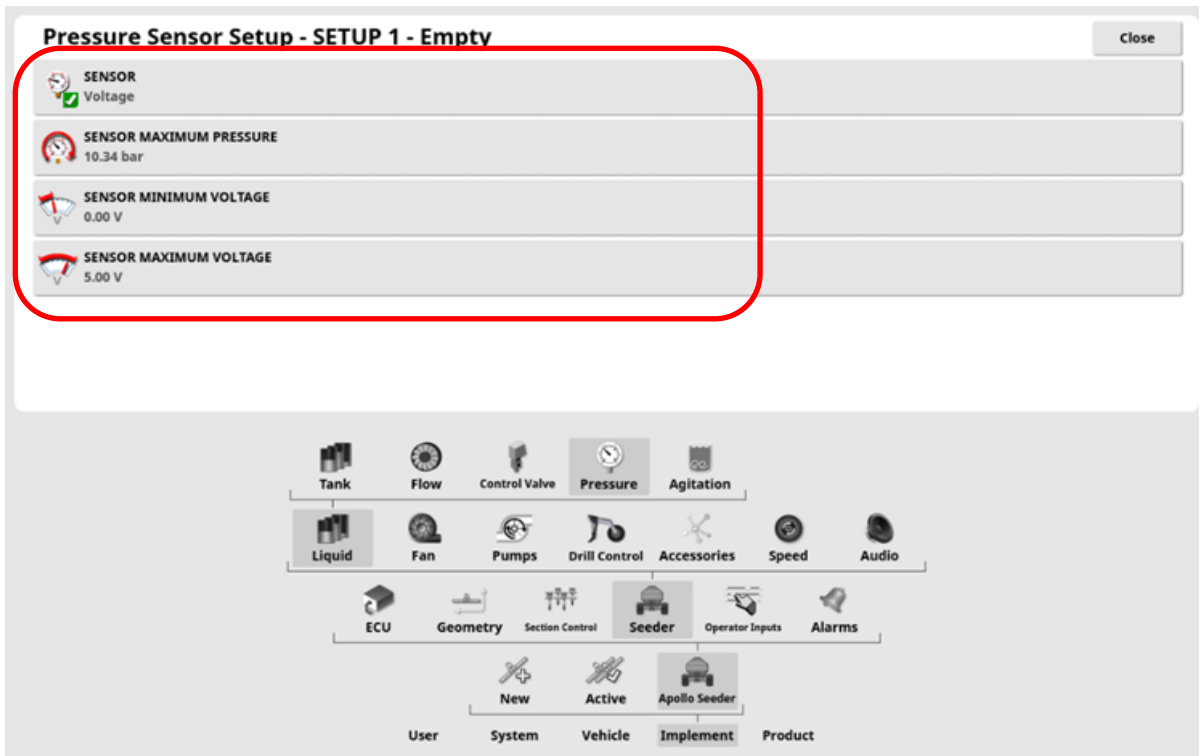 Pressure Sensor Setup - SETUP 1 - Empty
Close
SENSOR
Voltage
SENSOR MAXIMUM PRESSURE
10.34 bar
SENSOR MINIMUM VOLTAGE
0.00 V
SENSOR MAXIMUM VOLTAGE
5.00 V
Tank Flow Control Valve Pressure Agitation
Liquid Fan Pumps Drill Control Accessories Speed Audio
ECU Geometry Section Control Seeder Operator Inputs Alarms
New Active Apollo Seeder
User System Vehicle Implement Product